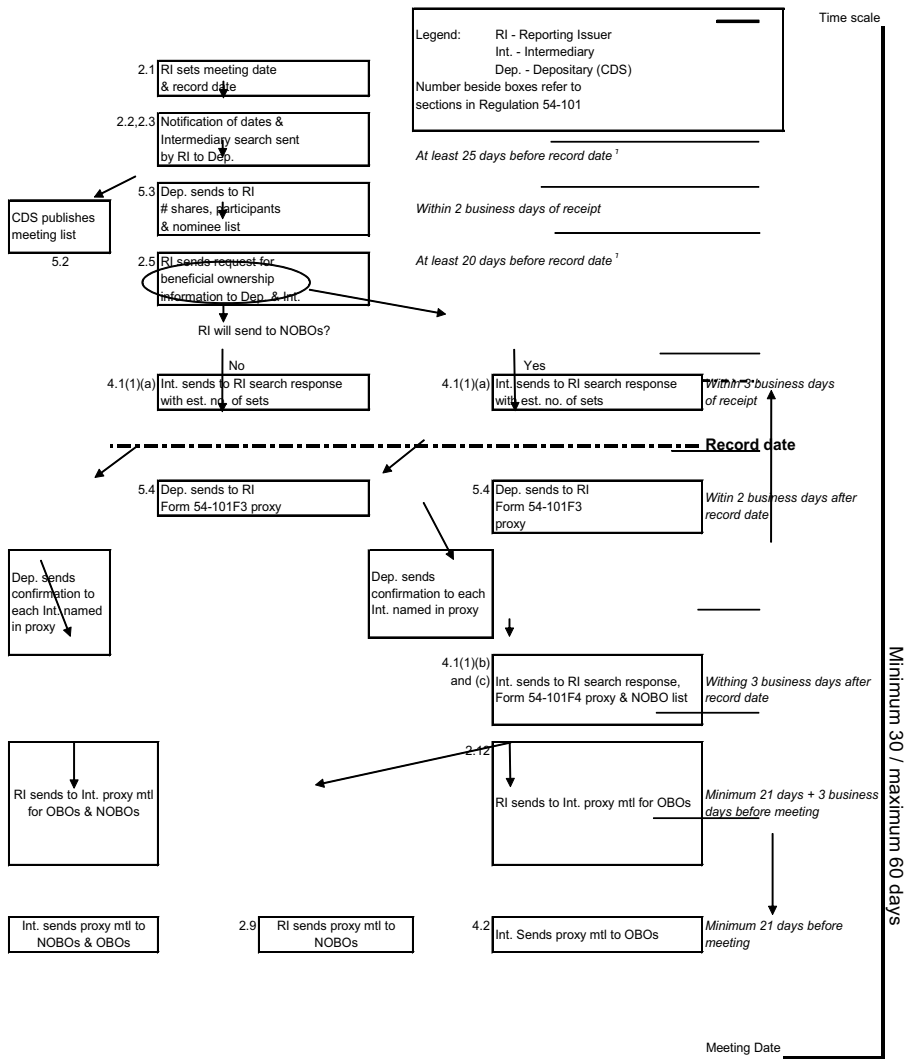 Time scale
Legend: RI - Reporting Issuer
Int. - Intermediary
Dep. - Depositary (CDS)
Number beside boxes refer to
sections in Regulation 54-101
2.1 RI sets meeting date
& record date
2.2,2.3 Notification of dates &
Intermediary search sent
by RI to Dep.
At least 25 days before record date 1
CDS publishes
meeting list
5.2
5.3 Dep. sends to RI
# shares, participants
& nominee list
Within 2 business days of receipt
2.5 RI sends request for
beneficial ownership
information to Dep. & Int.
At least 20 days before record date 1
RI will send to NOBOs?
No
Yes
4.1(1)(a) Int. sends to RI search response
with est. no. of sets
4.1(1)(a) Int. sends to RI search response
with est. no. of sets
Within 3 business days
of receipt
Record date
5.4 Dep. sends to RI
Form 54-101F3 proxy
5.4 Dep. sends to RI
Form 54-101F3
proxy
Witin 2 business days after
record date
Dep. sends
confirmation to
each Int. named
in proxy
Dep. sends
confirmation to each
Int. named in proxy
4.1(1)(b)
and (c) Int. sends to RI search response,
Form 54-101F4 proxy & NOBO list
Withing 3 business days after
record date
Minimum 30 / maximum 60 days
RI sends to Int. proxy mtl
for OBOs & NOBOs
2.12
RI sends to Int. proxy mtl for OBOs
Minimum 21 days + 3 business
days before meeting
Int. sends proxy mtl to
NOBOs & OBOs
2.9 RI sends proxy mtl to
NOBOs
4.2 Int. Sends proxy mtl to OBOs
Minimum 21 days before
meeting
Meeting Date